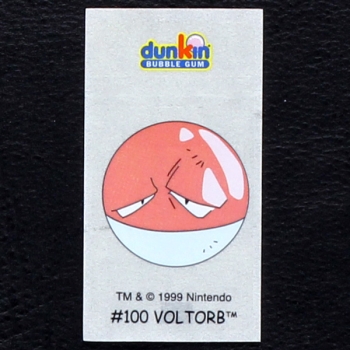 dunkin
BUBBLE GUM
TM & © 1999 Nintendo
#100 VOLTORB™